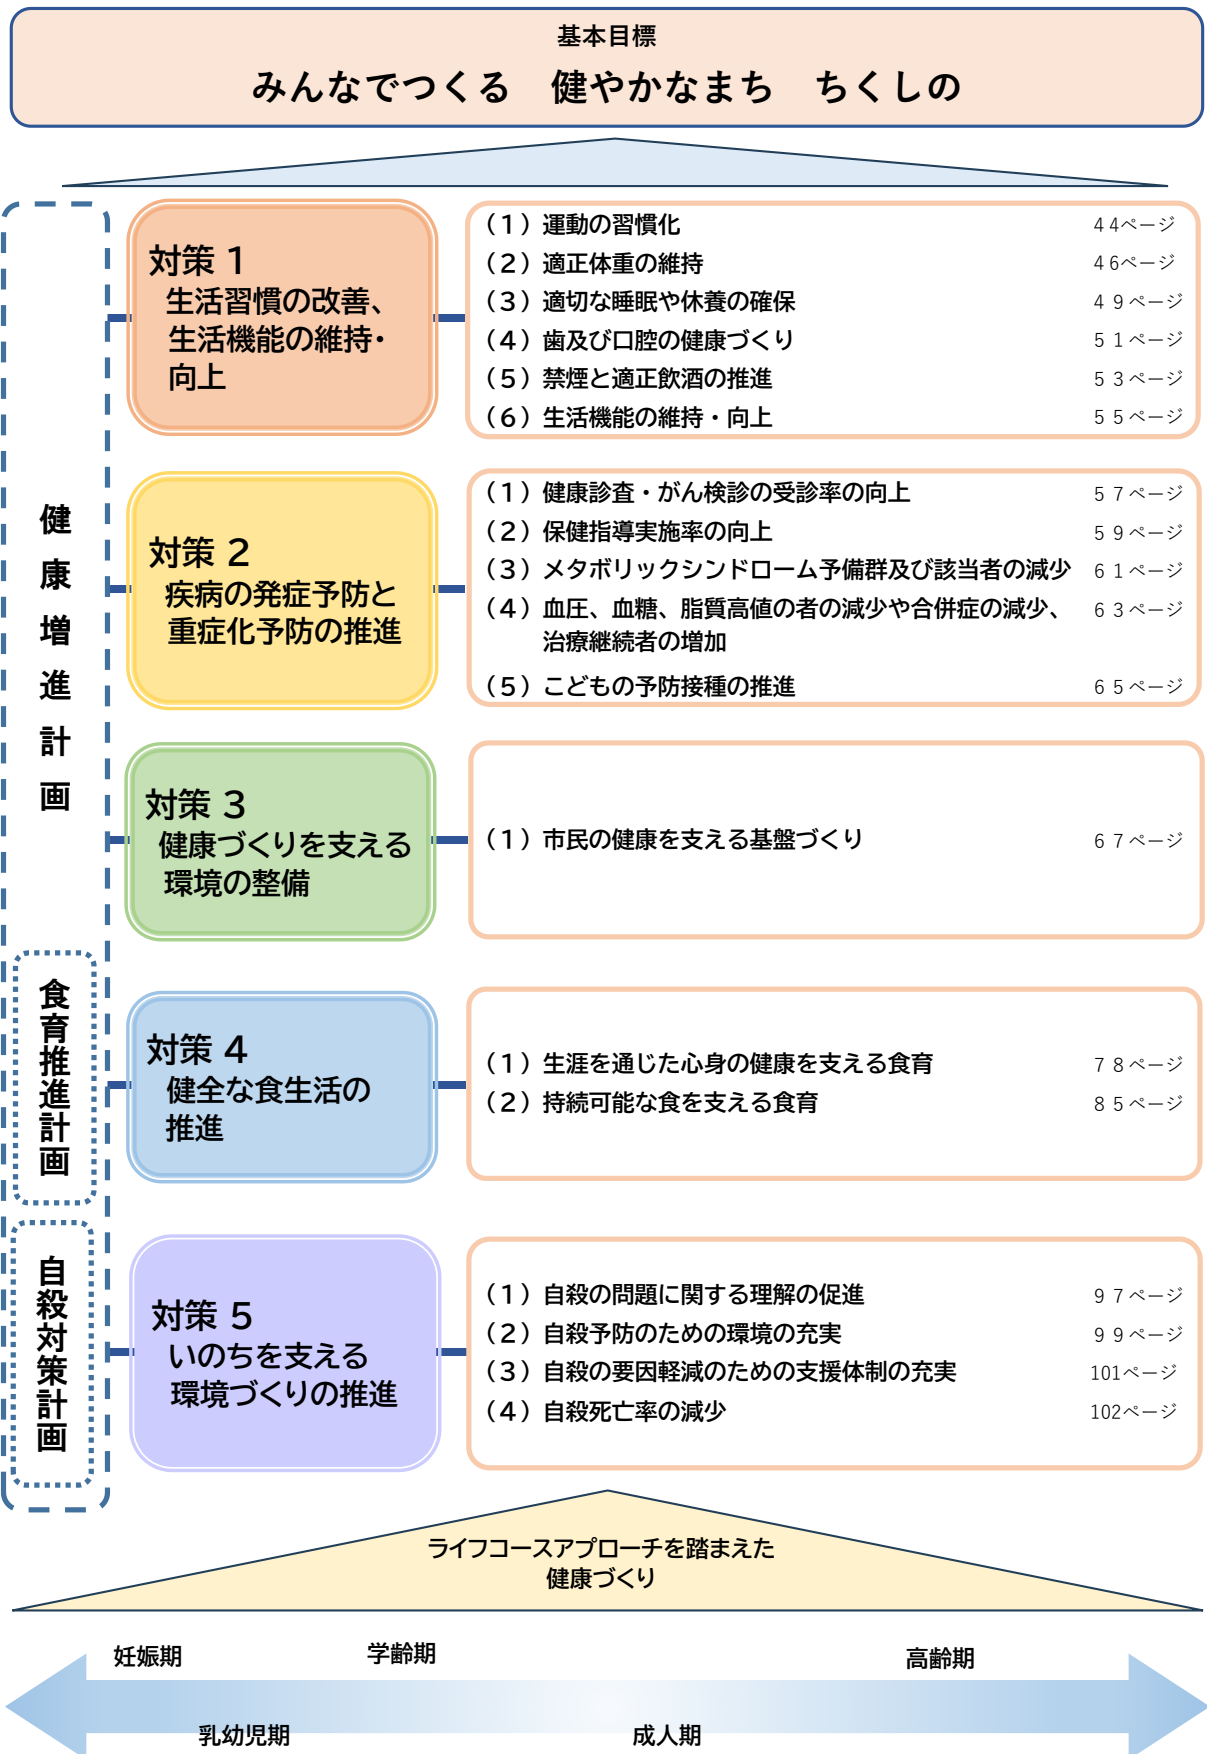 基本目標
みんなでつくる　健やかなまち　ちくしの
健康増進計画
対策 1
生活習慣の改善、
生活機能の維持・
向上
（1）運動の習慣化 44ページ
（2）適正体重の維持 46ページ
（3）適切な睡眠や休養の確保 49ページ
（4）歯及び口腔の健康づくり 51ページ
（5）禁煙と適正飲酒の推進 53ページ
（6）生活機能の維持・向上 55ページ
対策 2
疾病の発症予防と
重症化予防の推進
（1）健康診査・がん検診の受診率の向上 57ページ
（2）保健指導実施率の向上 59ページ
（3）メタボリックシンドローム予備群及び該当者の減少 61ページ
（4）血圧、血糖、脂質高値の者の減少や合併症の減少、 63ページ
治療継続者の増加
（5）こどもの予防接種の推進 65ページ
対策 3
健康づくりを支える
環境の整備
（1）市民の健康を支える基盤づくり 67ページ
食育推進計画
対策 4
健全な食生活の
推進
（1）生涯を通じた心身の健康を支える食育 78ページ
（2）持続可能な食を支える食育 85ページ
自殺対策計画
対策 5
いのちを支える
環境づくりの推進
（1）自殺の問題に関する理解の促進 97ページ
（2）自殺予防のための環境の充実 99ページ
（3）自殺の要因軽減のための支援体制の充実 101ページ
（4）自殺死亡率の減少 102ページ
ライフコースアプローチを踏まえた
健康づくり
妊娠期 学齢期 高齢期
乳幼児期 成人期